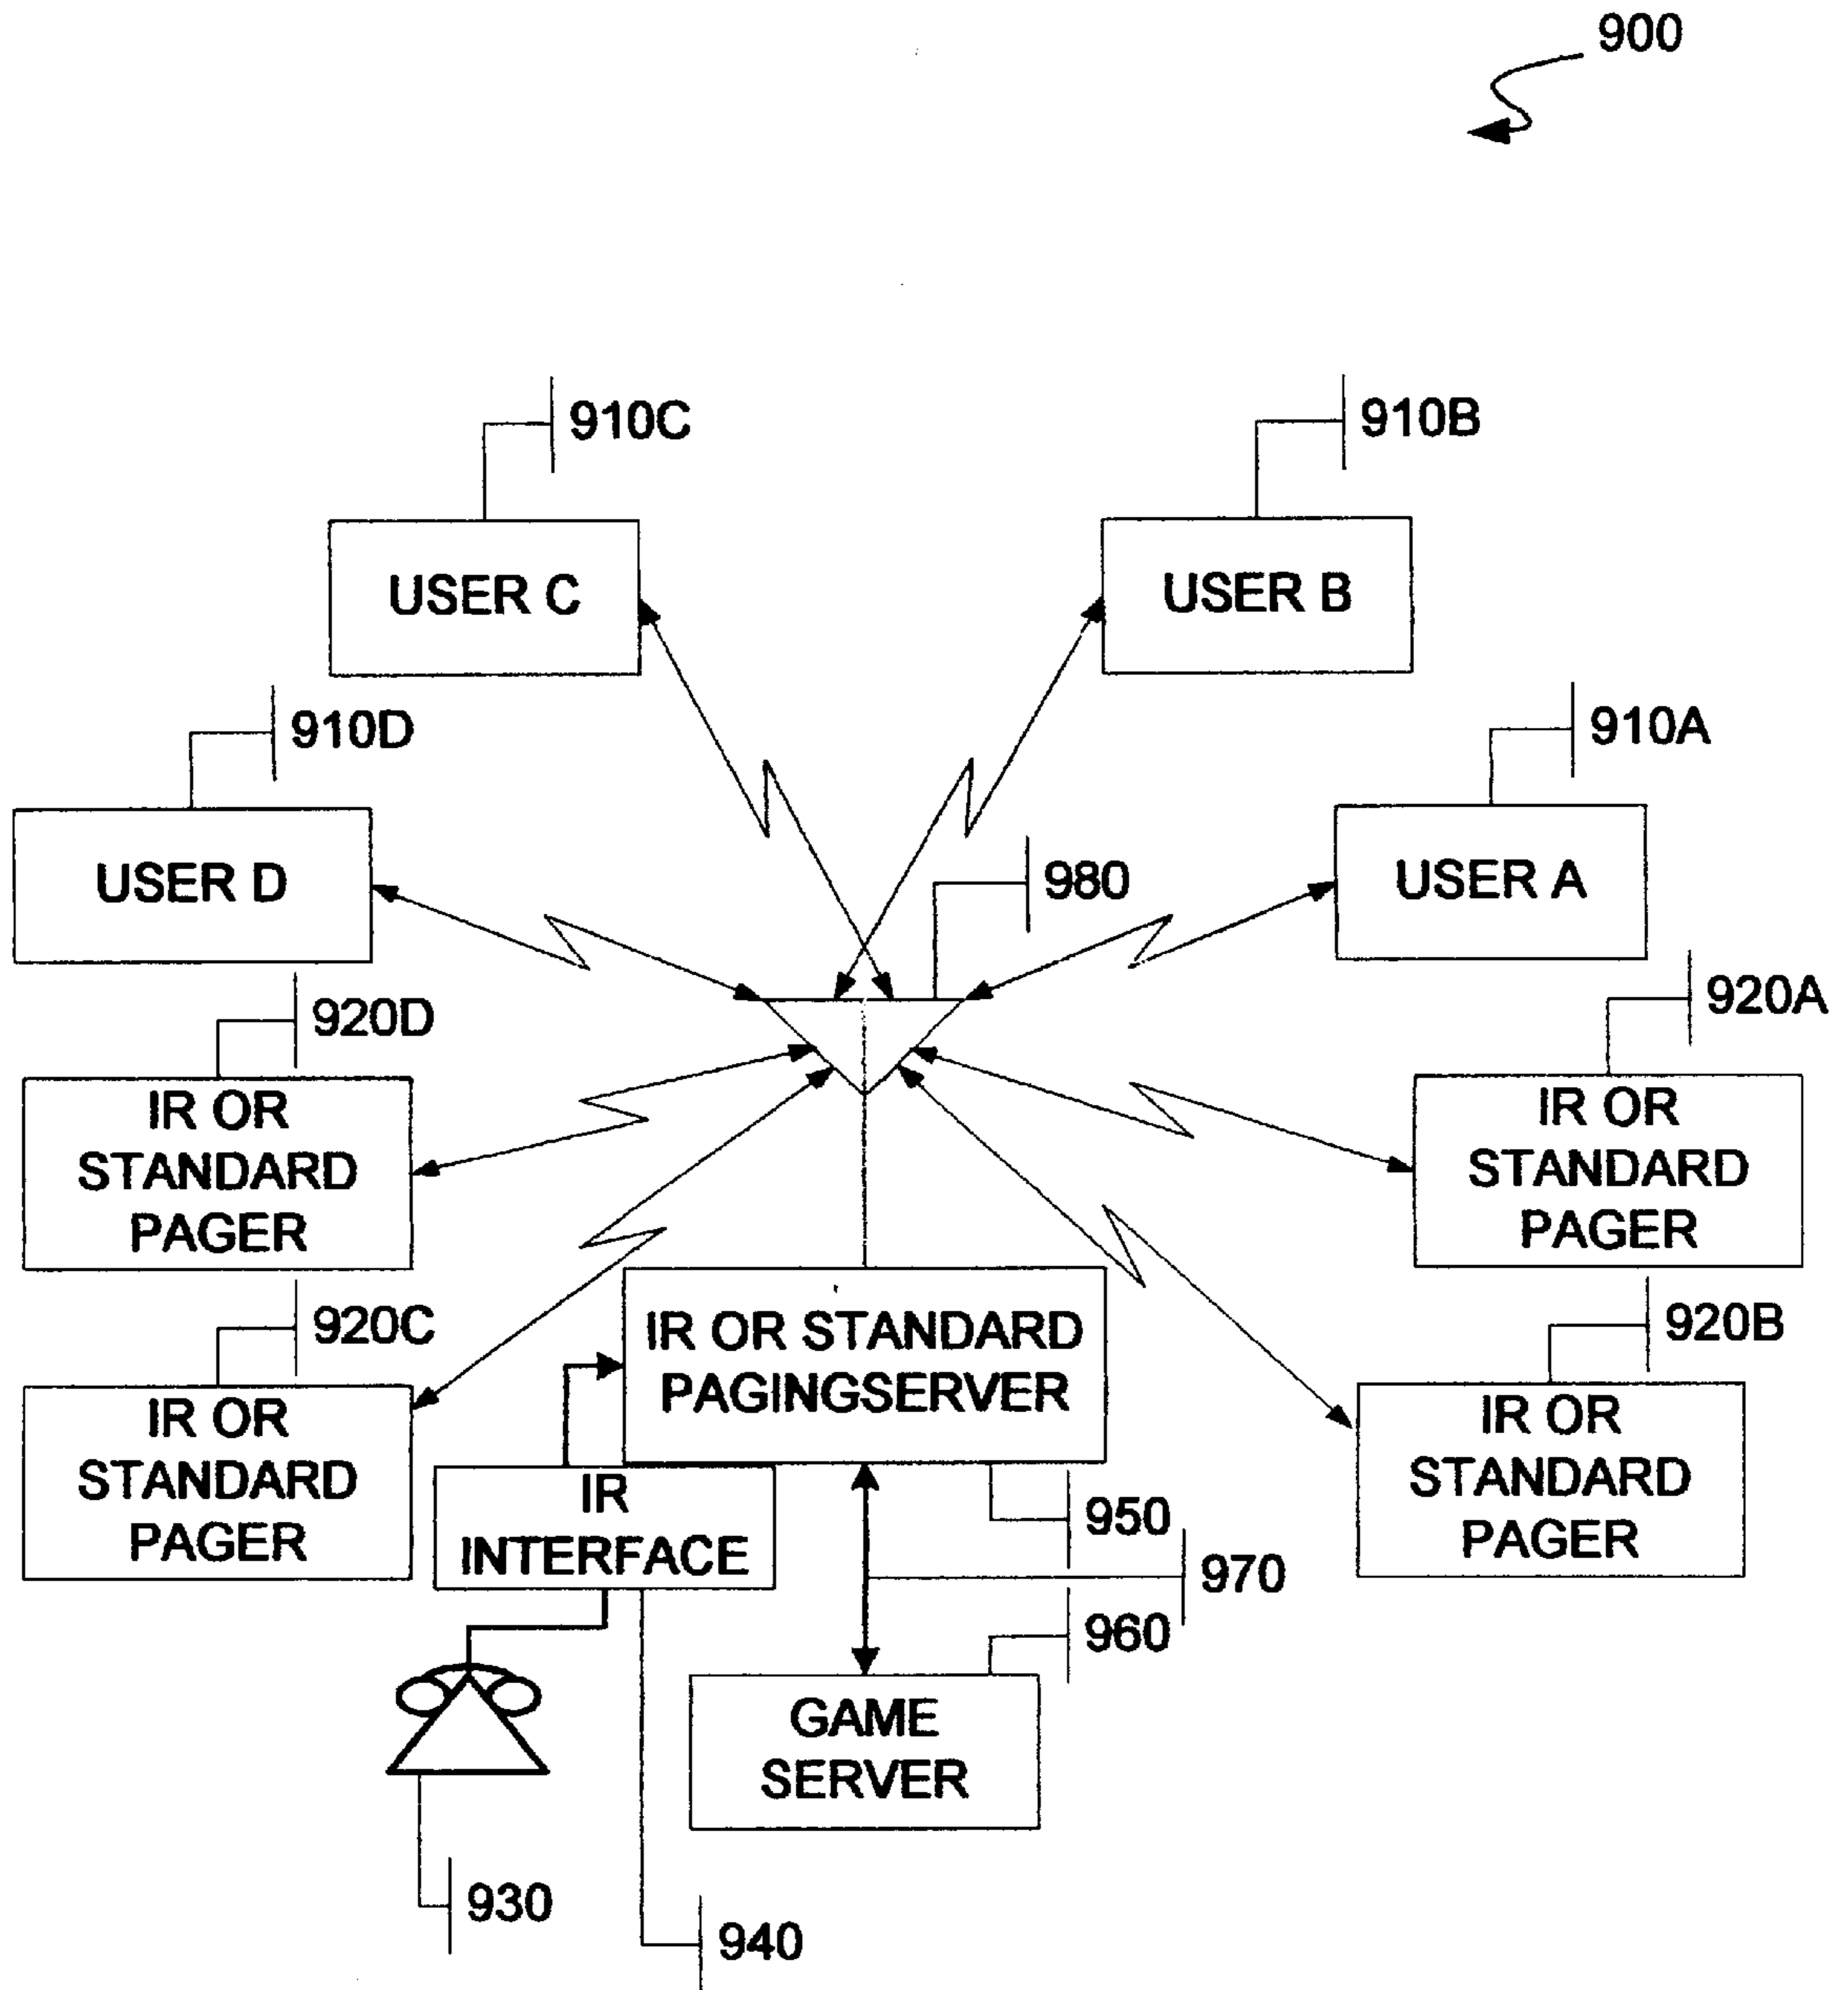 900
910C
910B
USER C
USER B
910D
910A
USER D
980
USER A
920D
920A
IR OR
STANDARD
PAGER
IR OR
STANDARD
PAGER
920C
IR OR STANDARD
PAGINGSERVER
920B
IR OR
STANDARD
PAGER
IR
INTERFACE
950
IR OR
STANDARD
PAGER
970
960
GAME
SERVER
930
940